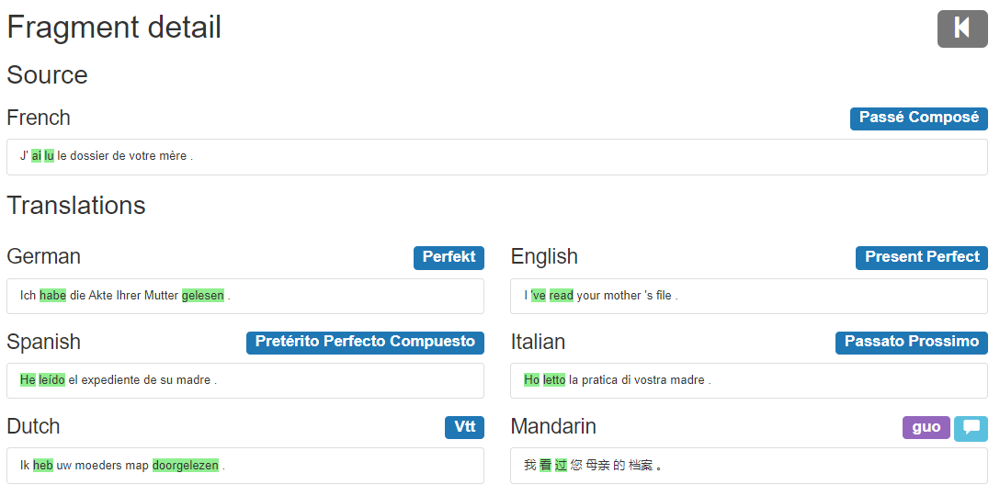 Fragment detail
Source
French
Passé Composé
J' ai lu le dossier de votre mère .
Translations
German
Perfekt
Ich habe die Akte Ihrer Mutter gelesen .
English
Present Perfect
I 've read your mother 's file .
Spanish
Pretérito Perfecto Compuesto
He leído el expediente de su madre .
Italian
Passato Prossimo
Ho letto la pratica di vostra madre .
Dutch
Vtt
Ik heb uw moeders map doorgelezen .
Mandarin
guo
我 看 过 您 母亲 的 档案 。